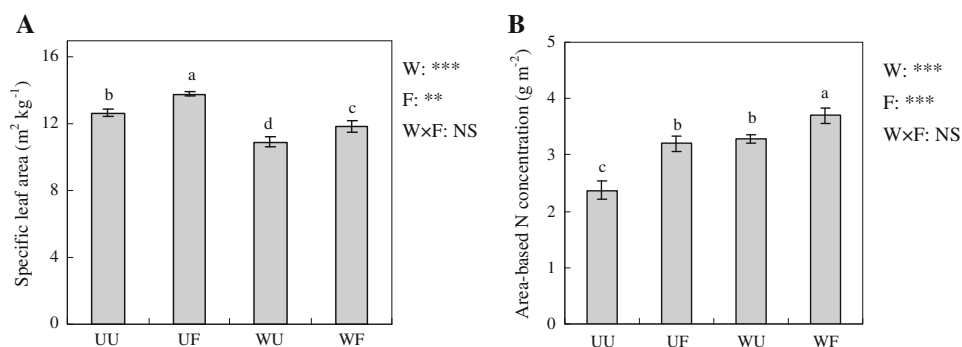 A
Specific leaf area (m² kg⁻¹)
16
12
8
4
0
b
a
d
c
UU UF WU WF
W: ***
F: **
W×F: NS
B
Area-based N concentration (g m⁻²)
5
4
3
2
1
0
c
b
b
a
UU UF WU WF
W: ***
F: ***
W×F: NS